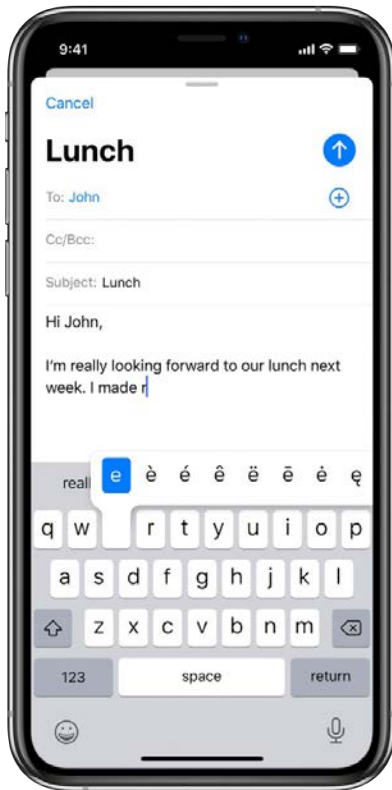 9:41
Cancel
Lunch
To: John
Cc/Bcc:
Subject: Lunch
Hi John,
I'm really looking forward to our lunch next
week. I made r
reall
e è é ê ë ē ė ę
q w r t y u i o p
a s d f g h j k l
z x c v b n m
123 space return